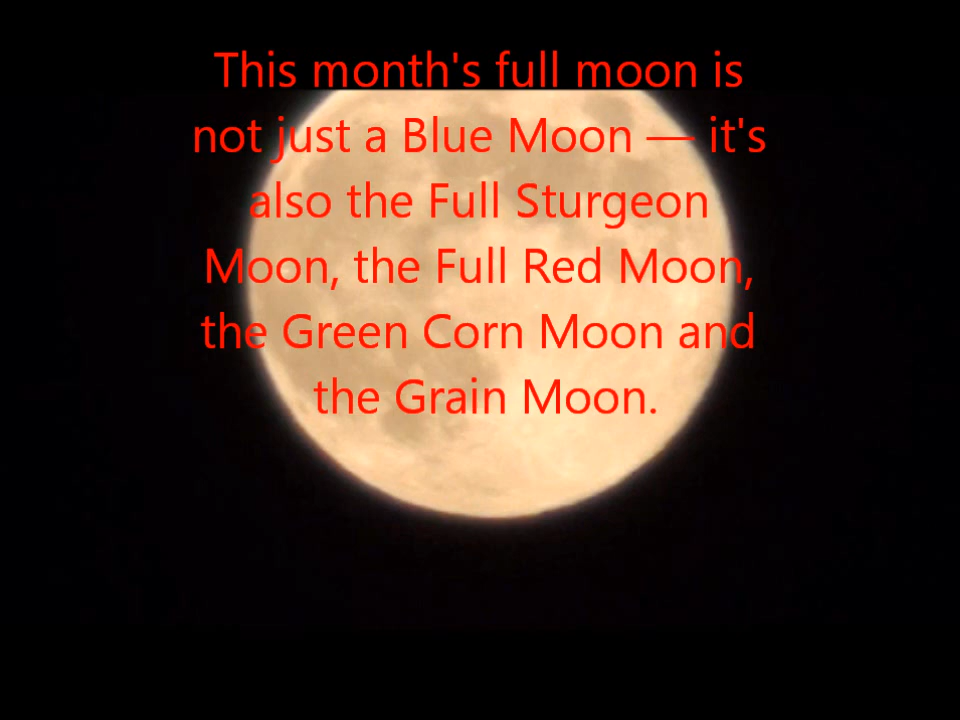 This month's full moon is
not just a Blue Moon — it's
also the Full Sturgeon
Moon, the Full Red Moon,
the Green Corn Moon and
the Grain Moon.